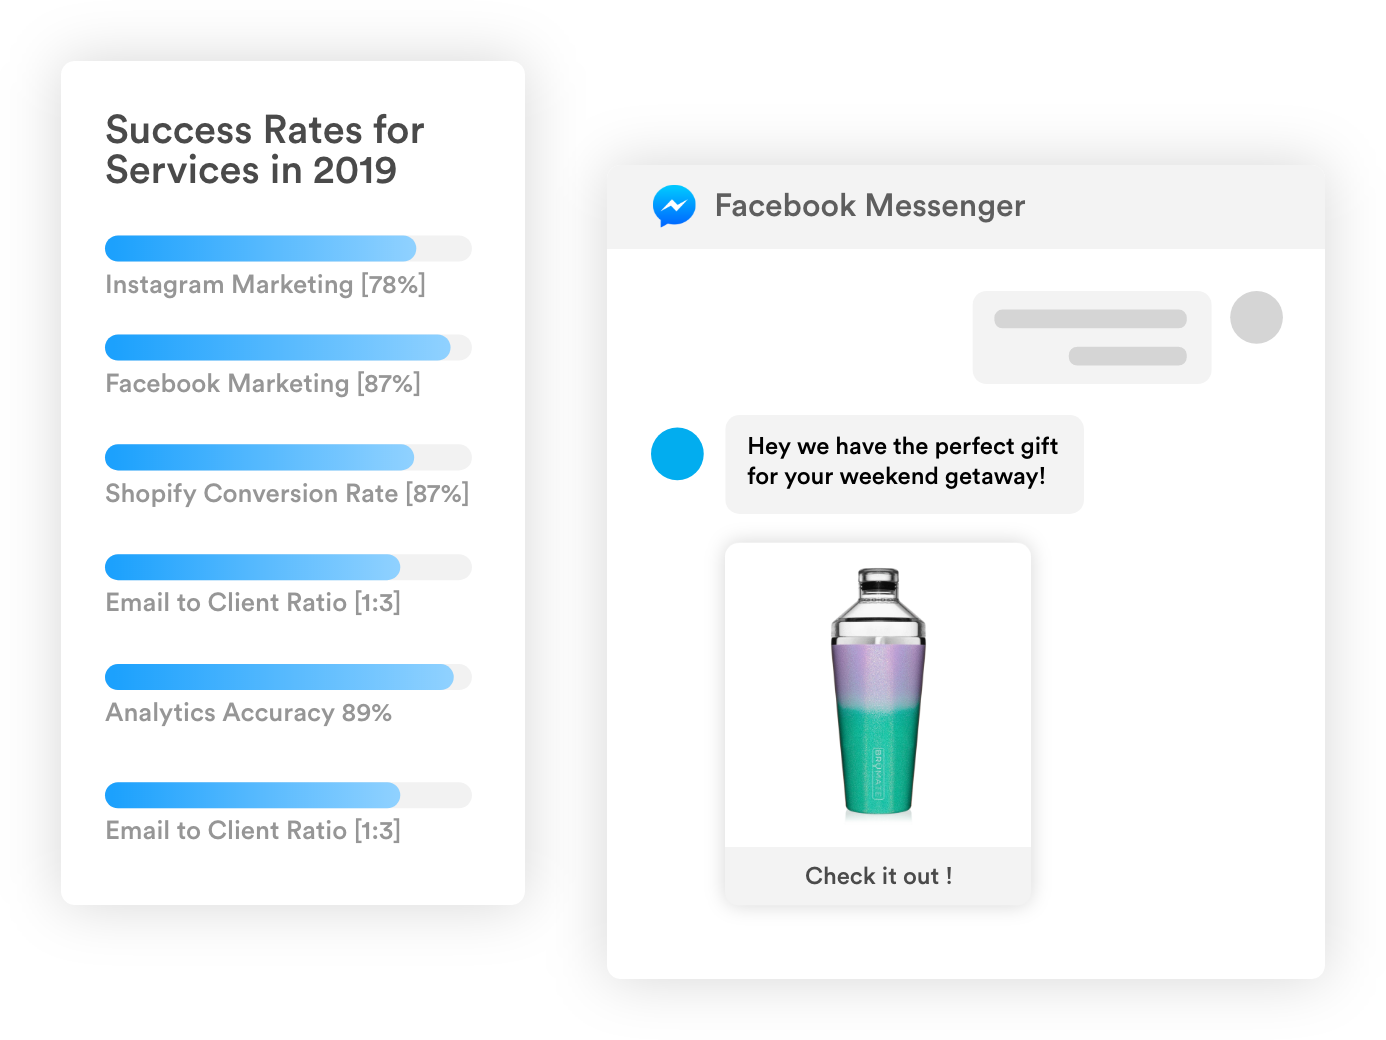 Success Rates for
Services in 2019
Instagram Marketing [78%]
Facebook Marketing [87%]
Shopify Conversion Rate [87%]
Email to Client Ratio [1:3]
Analytics Accuracy 89%
Email to Client Ratio [1:3]
Facebook Messenger
Hey we have the perfect gift
for your weekend getaway!
BRÜMATE
Check it out !